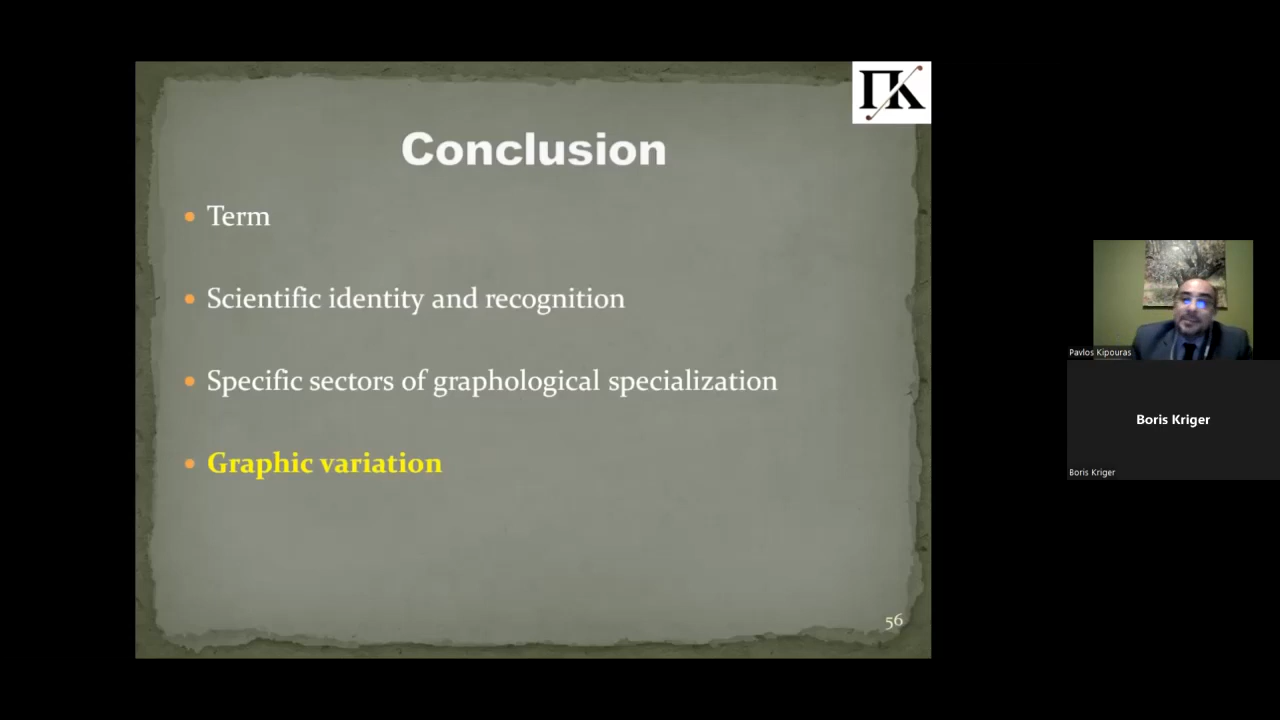 ΠΚ
Conclusion
Term
Scientific identity and recognition
Specific sectors of graphological specialization
Graphic variation
56
Pavlos Kipouras
Boris Kriger
Boris Kriger